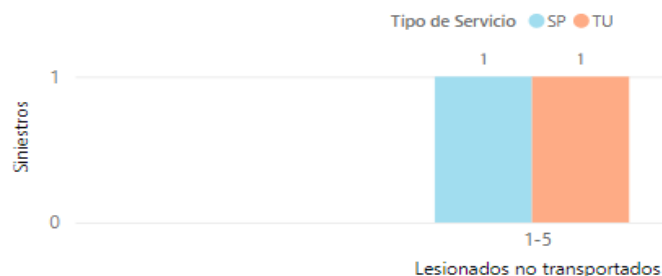 Tipo de Servicio SP TU
1 1
1
Siniestros
0
1-5
Lesionados no transportados